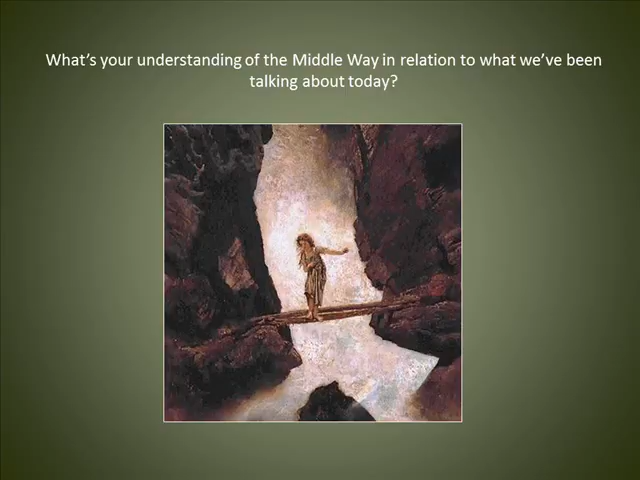 What’s your understanding of the Middle Way in relation to what we’ve been
talking about today?